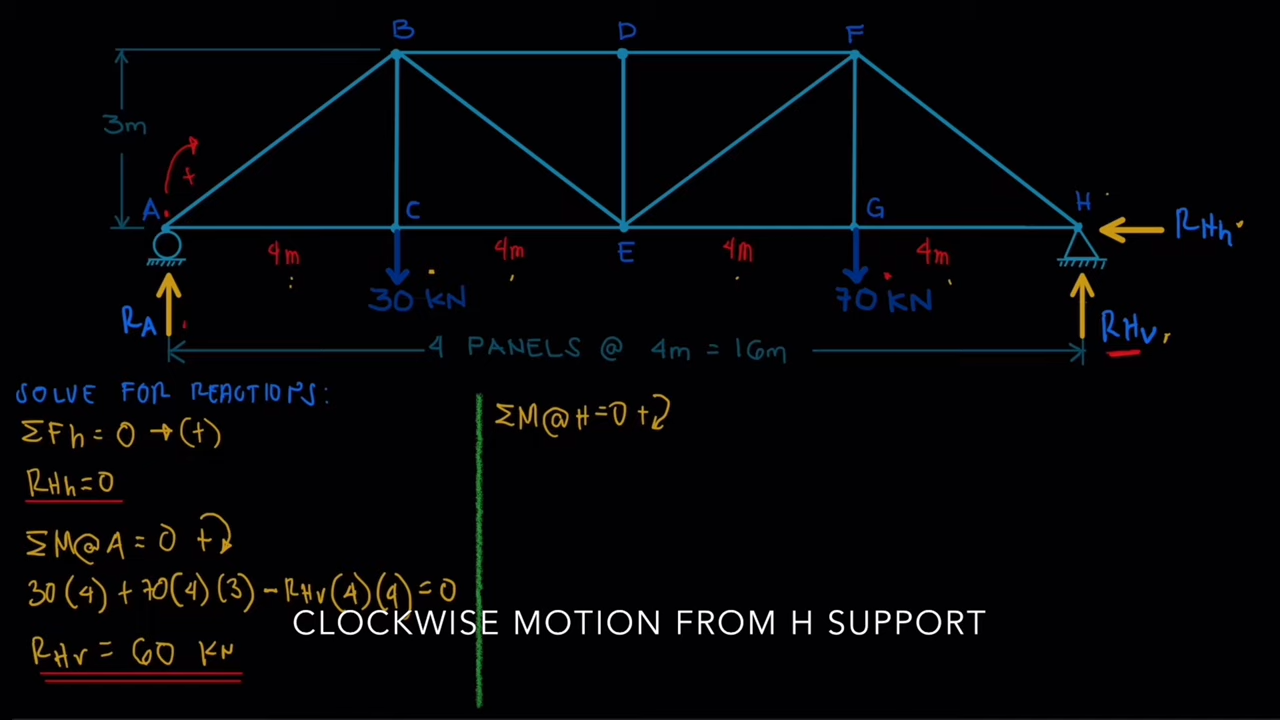 B D F
3m
+
A C G H
RHh
4m 4m E 4m 4m
30 KN 70 KN
RA RHv
4 PANELS @ 4m = 16m
SOLVE FOR REACTIONS:
ΣFh = 0 → (+)
RHh = 0
ΣM@A = 0 +↷
30(4) + 70(4)(3) - RHv(4)(4) = 0
RHv = 60 KN
ΣM@H = 0 +↷
CLOCKWISE MOTION FROM H SUPPORT